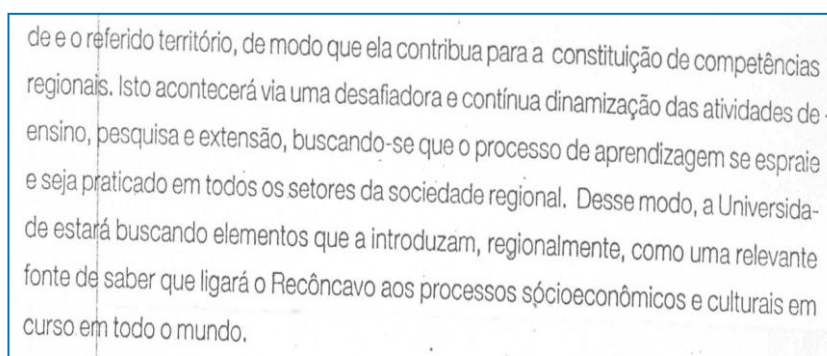 de e o referido território, de modo que ela contribua para a constituição de competências
regionais. Isto acontecerá via uma desafiadora e contínua dinamização das atividades de
ensino, pesquisa e extensão, buscando-se que o processo de aprendizagem se espraie
e seja praticado em todos os setores da sociedade regional. Desse modo, a Universida-
de estará buscando elementos que a introduzam, regionalmente, como uma relevante
fonte de saber que ligará o Recôncavo aos processos sócioeconômicos e culturais em
curso em todo o mundo.